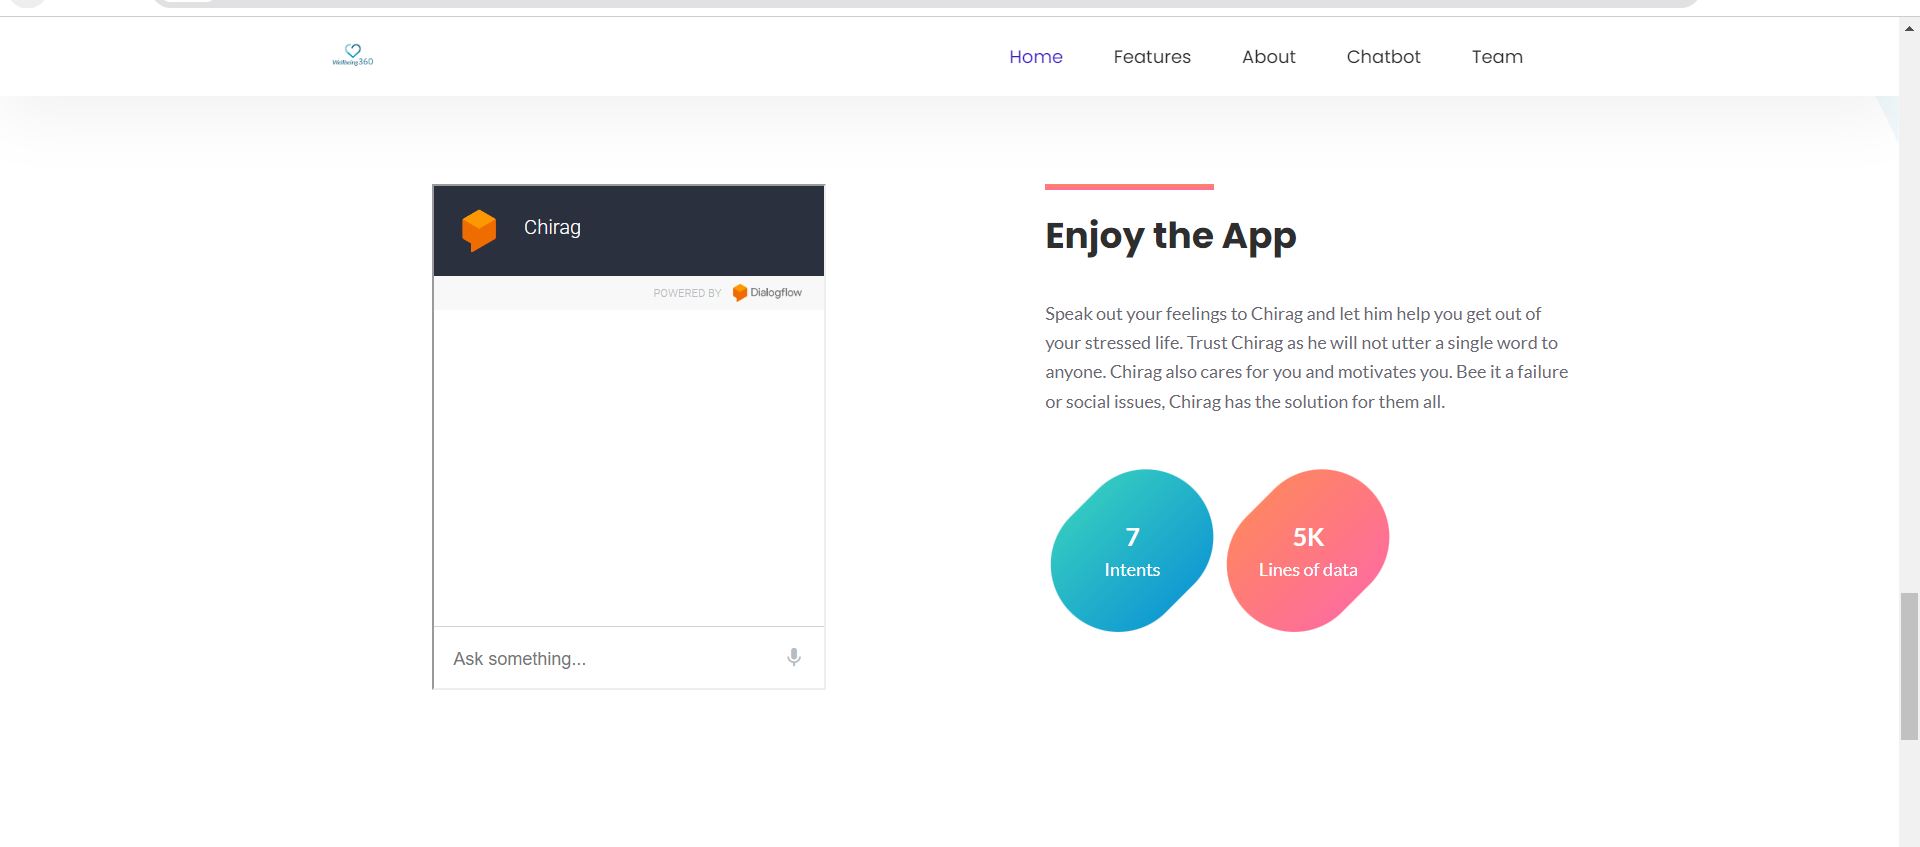 Wellbeing360
Home Features About Chatbot Team
Chirag
POWERED BY Dialogflow
Ask something...
Enjoy the App
Speak out your feelings to Chirag and let him help you get out of
your stressed life. Trust Chirag as he will not utter a single word to
anyone. Chirag also cares for you and motivates you. Bee it a failure
or social issues, Chirag has the solution for them all.
7
Intents
5K
Lines of data